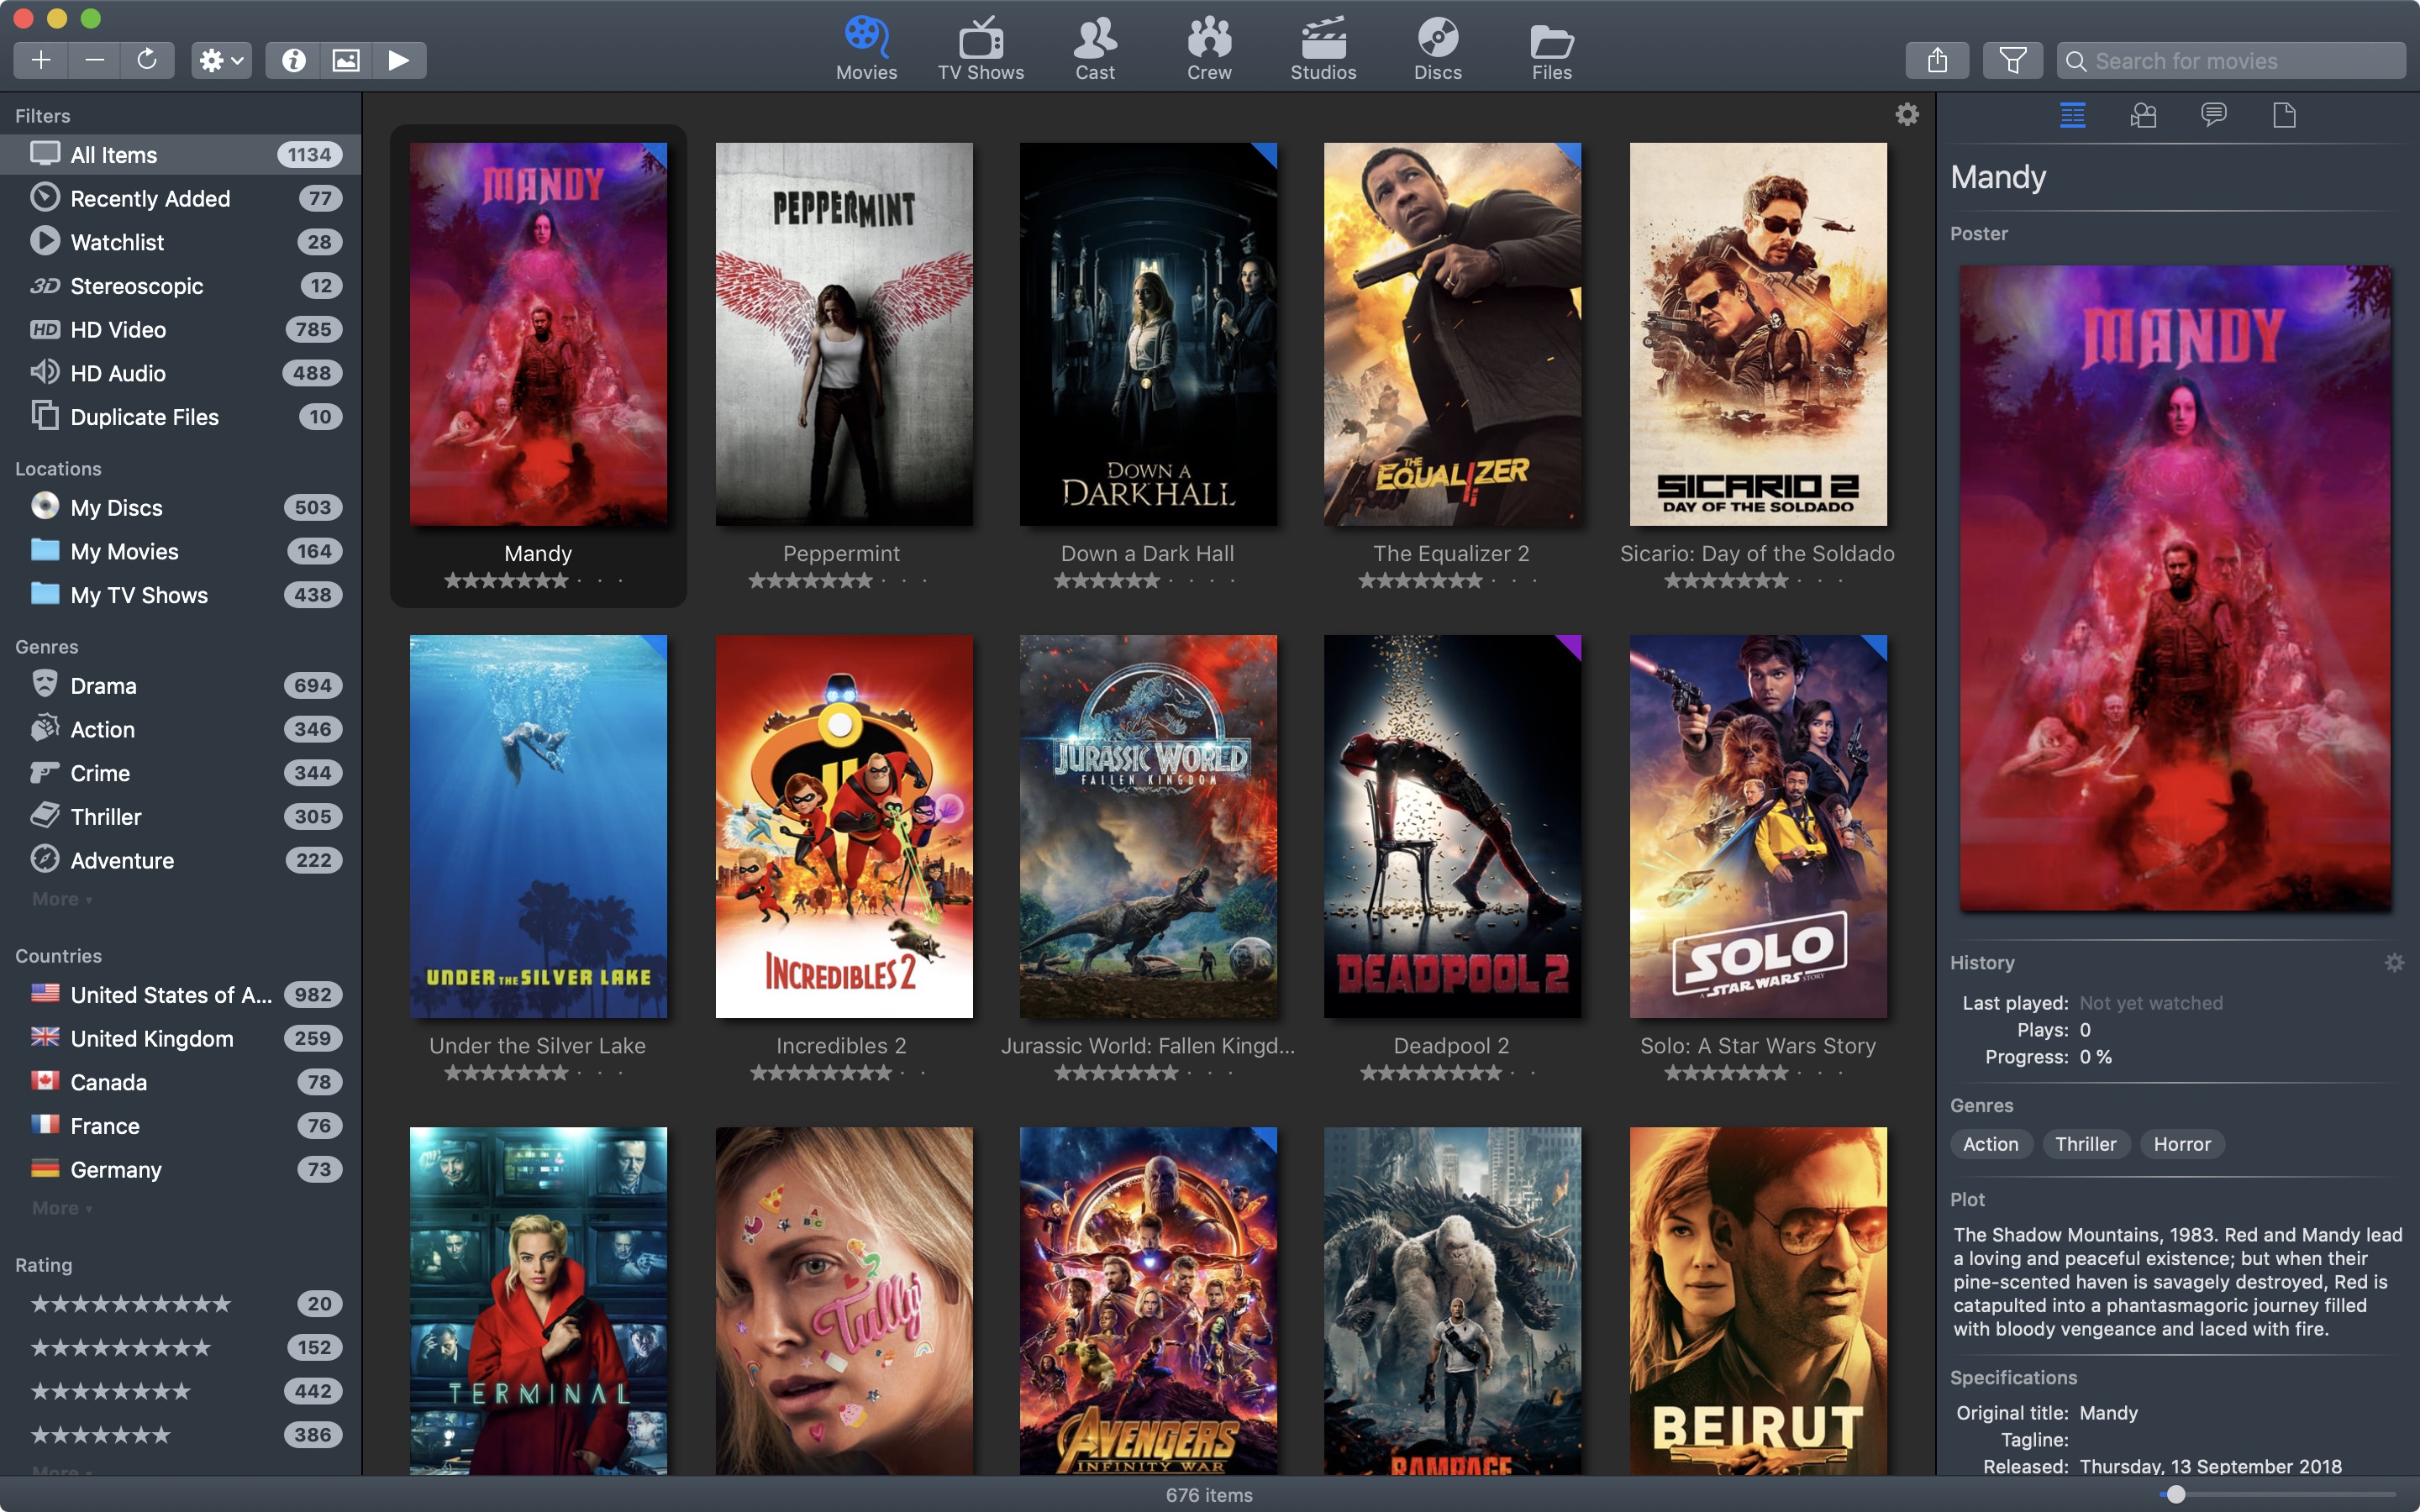 Movies
TV Shows
Cast
Crew
Studios
Discs
Files
Search for movies
Filters
All Items 1134
Recently Added 77
Watchlist 28
3D Stereoscopic 12
HD HD Video 785
HD Audio 488
Duplicate Files 10
Locations
My Discs 503
My Movies 164
My TV Shows 438
Genres
Drama 694
Action 346
Crime 344
Thriller 305
Adventure 222
More
Countries
United States of A... 982
United Kingdom 259
Canada 78
France 76
Germany 73
More
Rating
20
152
442
386
More
MANDY
Mandy
PEPPERMINT
Peppermint
DOWN A
DARK HALL
Down a Dark Hall
THE
EQUALIZER
II
The Equalizer 2
SICARIO 2
DAY OF THE SOLDADO
Sicario: Day of the Soldado
UNDER THE SILVER LAKE
Under the Silver Lake
INCREDIBLES 2
Incredibles 2
JURASSIC WORLD
FALLEN KINGDOM
Jurassic World: Fallen Kingd...
DEADPOOL 2
Deadpool 2
SOLO
A STAR WARS STORY
Solo: A Star Wars Story
TERMINAL
A
B C
Tully
AVENGERS
INFINITY WAR
RAMPAGE
BEIRUT
676 items
Mandy
Poster
MANDY
History
Last played: Not yet watched
Plays: 0
Progress: 0 %
Genres
Action Thriller Horror
Plot
The Shadow Mountains, 1983. Red and Mandy lead
a loving and peaceful existence; but when their
pine-scented haven is savagely destroyed, Red is
catapulted into a phantasmagoric journey filled
with bloody vengeance and laced with fire.
Specifications
Original title: Mandy
Tagline:
Released: Thursday, 13 September 2018